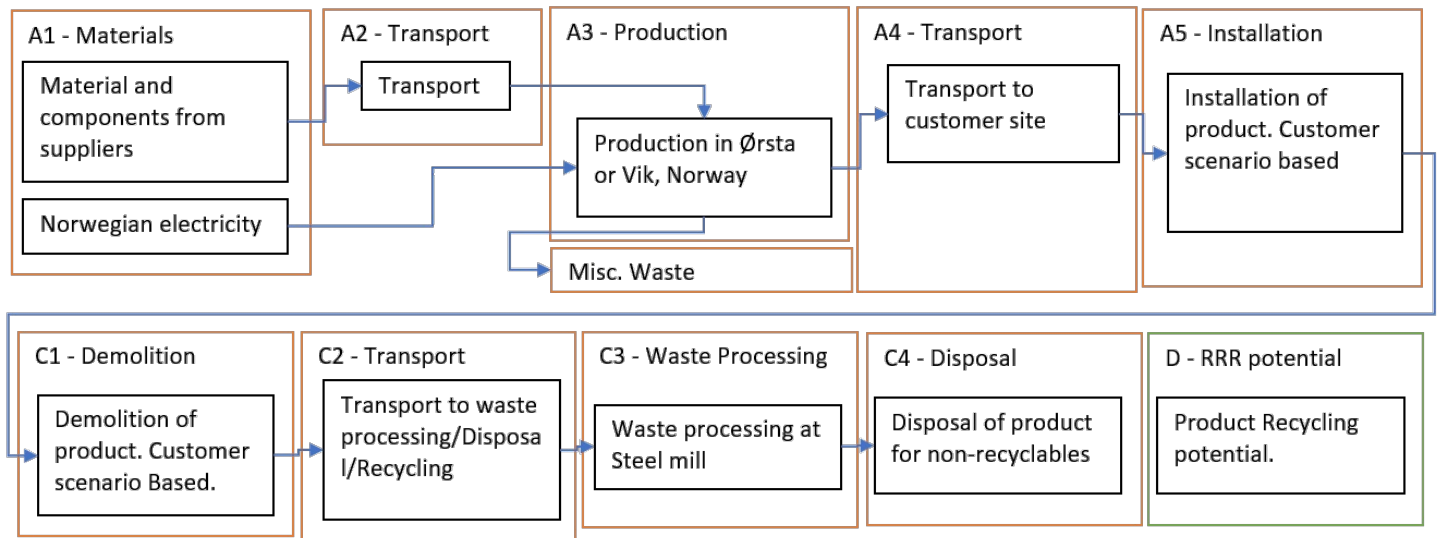 A1 - Materials
Material and
components from
suppliers
Norwegian electricity
A2 - Transport
Transport
A3 - Production
Production in Ørsta
or Vik, Norway
Misc. Waste
A4 - Transport
Transport to
customer site
A5 - Installation
Installation of
product. Customer
scenario based
C1 - Demolition
Demolition of
product. Customer
scenario Based.
C2 - Transport
Transport to waste
processing/Disposa
l/Recycling
C3 - Waste Processing
Waste processing at
Steel mill
C4 - Disposal
Disposal of product
for non-recyclables
D - RRR potential
Product Recycling
potential.